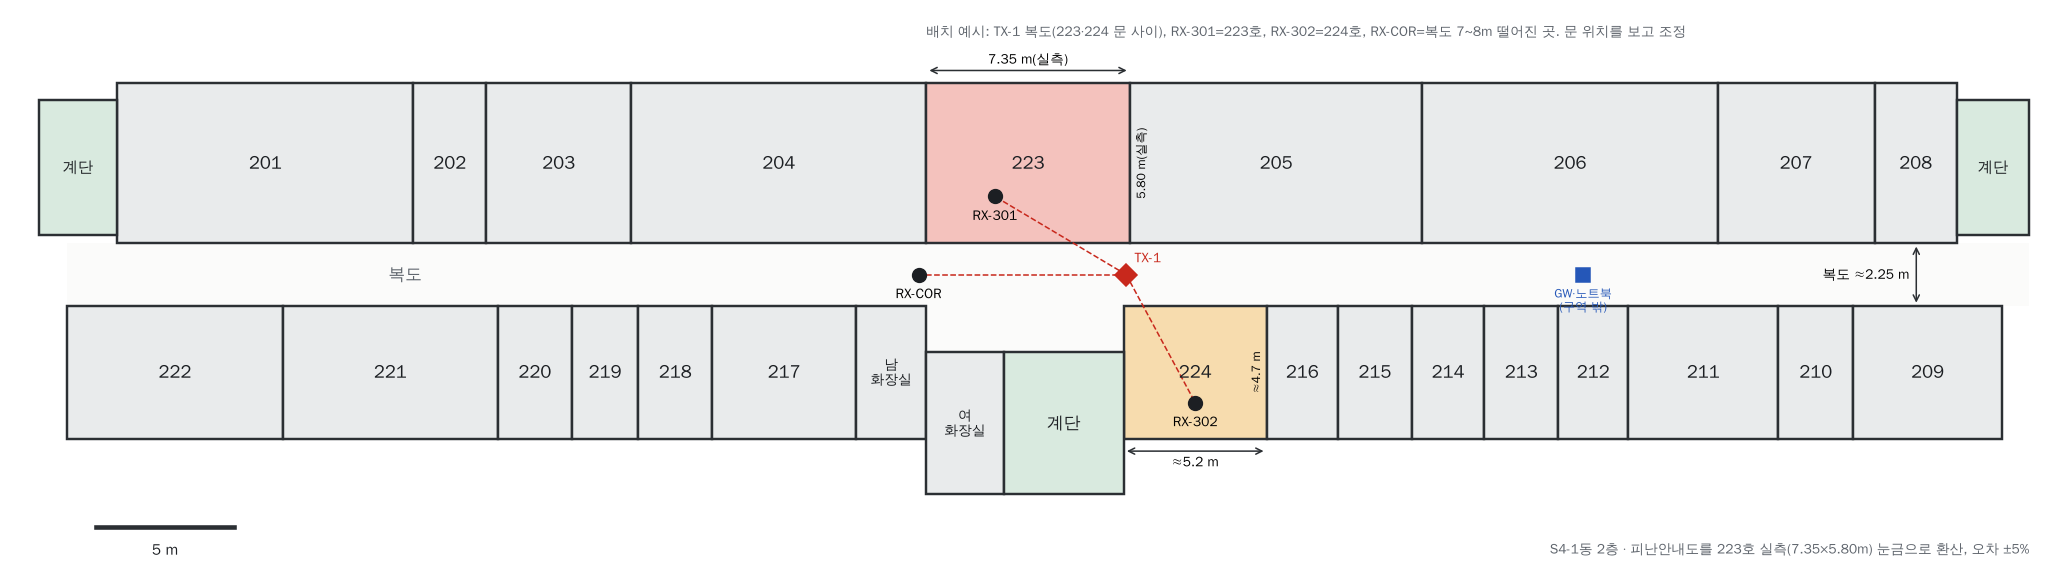 배치 예시: TX-1 복도(223·224 문 사이), RX-301=223호, RX-302=224호, RX-COR=복도 7~8m 떨어진 곳. 문 위치를 보고 조정
7.35 m(실측)
계단
201
202
203
204
223
5.80 m(실측)
205
206
207
208
계단
RX-301
복도
RX-COR
TX-1
GW·노트북
(구역 밖)
복도 ≈2.25 m
222
221
220
219
218
217
남
화장실
여
화장실
계단
224
≈4.7 m
RX-302
≈5.2 m
216
215
214
213
212
211
210
209
5 m
S4-1동 2층 · 피난안내도를 223호 실측(7.35×5.80m) 눈금으로 환산, 오차 ±5%